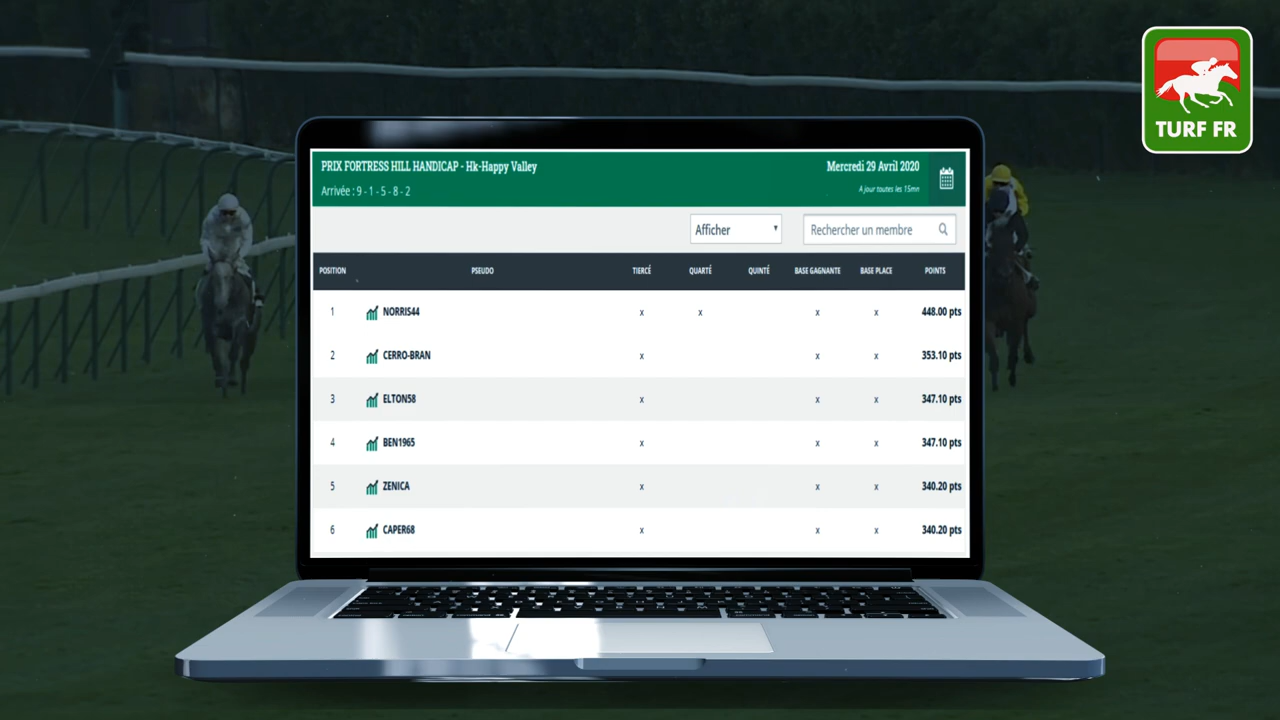 TURF FR
PRIX FORTRESS HILL HANDICAP - Hk-Happy Valley
Mercredi 29 Avril 2020
Arrivée : 9 - 1 - 5 - 8 - 2
A jour toutes les 15mn
Afficher
Rechercher un membre
POSITION PSEUDO TIERCÉ QUARTÉ QUINTÉ BASE GAGNANTE BASE PLACE POINTS
1 NORRIS44 x x x x 448.00 pts
2 CERRO-BRAN x x x 353.10 pts
3 ELTON58 x x x 347.10 pts
4 BEN1965 x x x 347.10 pts
5 ZENICA x x x 340.20 pts
6 CAPER68 x x x 340.20 pts